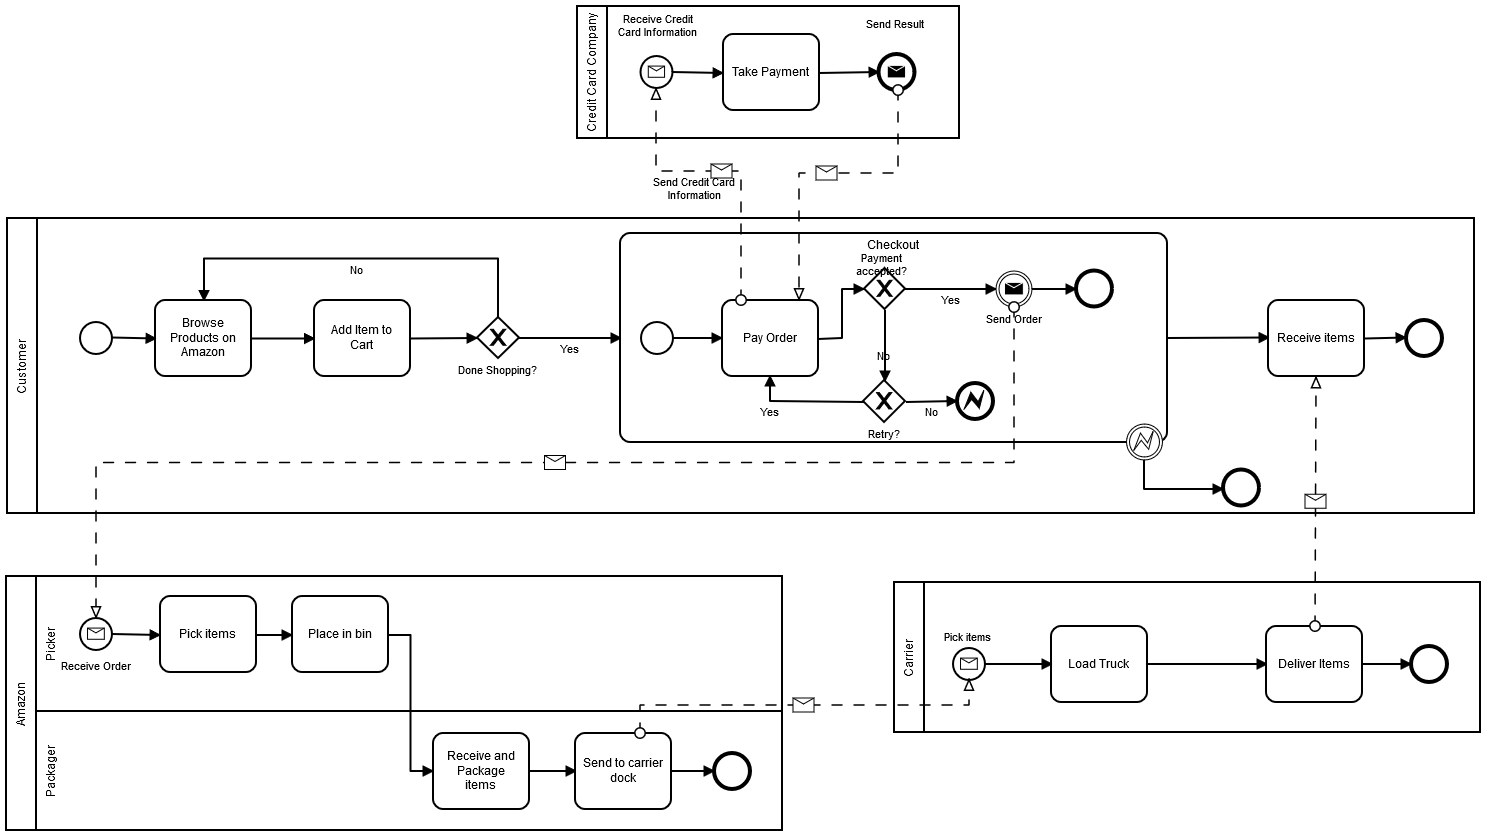 Credit Card Company
Receive Credit
Card Information
Take Payment
Send Result
Send Credit Card
Information
Customer
No
Browse
Products on
Amazon
Add Item to
Cart
Done Shopping?
Yes
Checkout
Payment
accepted?
Pay Order
Yes
Send Order
No
Yes
No
Retry?
Receive items
Amazon
Picker
Receive Order
Pick items
Place in bin
Packager
Receive and
Package
items
Send to carrier
dock
Carrier
Pick items
Load Truck
Deliver Items